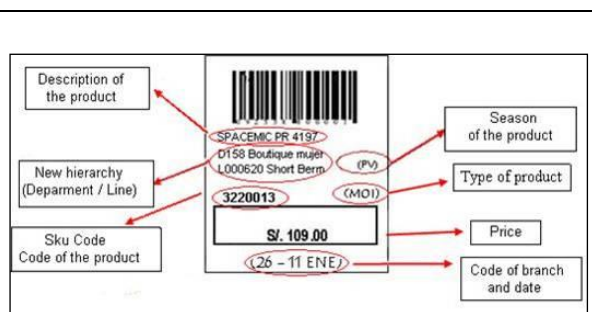 Description of
the product
SPACEMIC PR 4197
Season
of the product
New hierarchy
(Deparment / Line)
D158 Boutique mujer
L000620 Short Berm
(PV)
Type of product
(MOI)
3220013
Sku Code
Code of the product
S/. 109.00
Price
(26 - 11 ENE)
Code of branch
and date